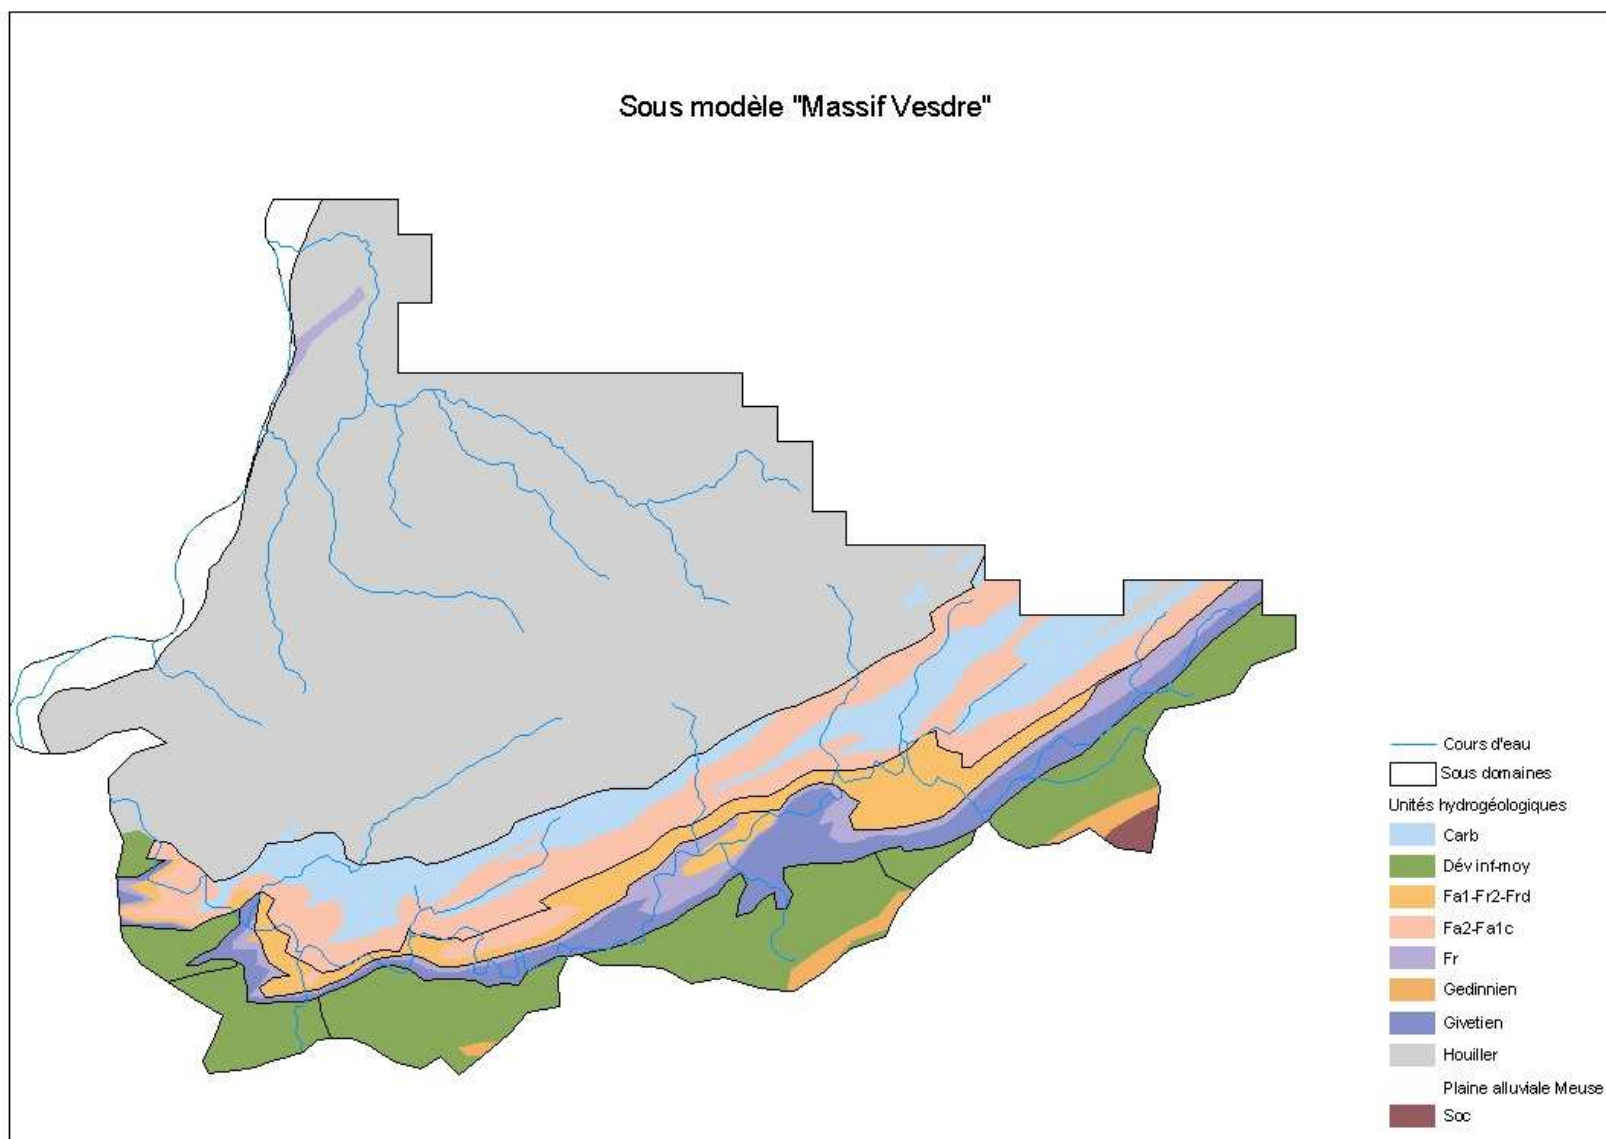 Sous modèle "Massif Vesdre"
Cours d'eau
Sous domaines
Unités hydrogéologiques
Carb
Dév inf-moy
Fa1-Fr2-Frd
Fa2-Fa1c
Fr
Gedinnien
Givetien
Houiller
Plaine alluviale Meuse
Soc